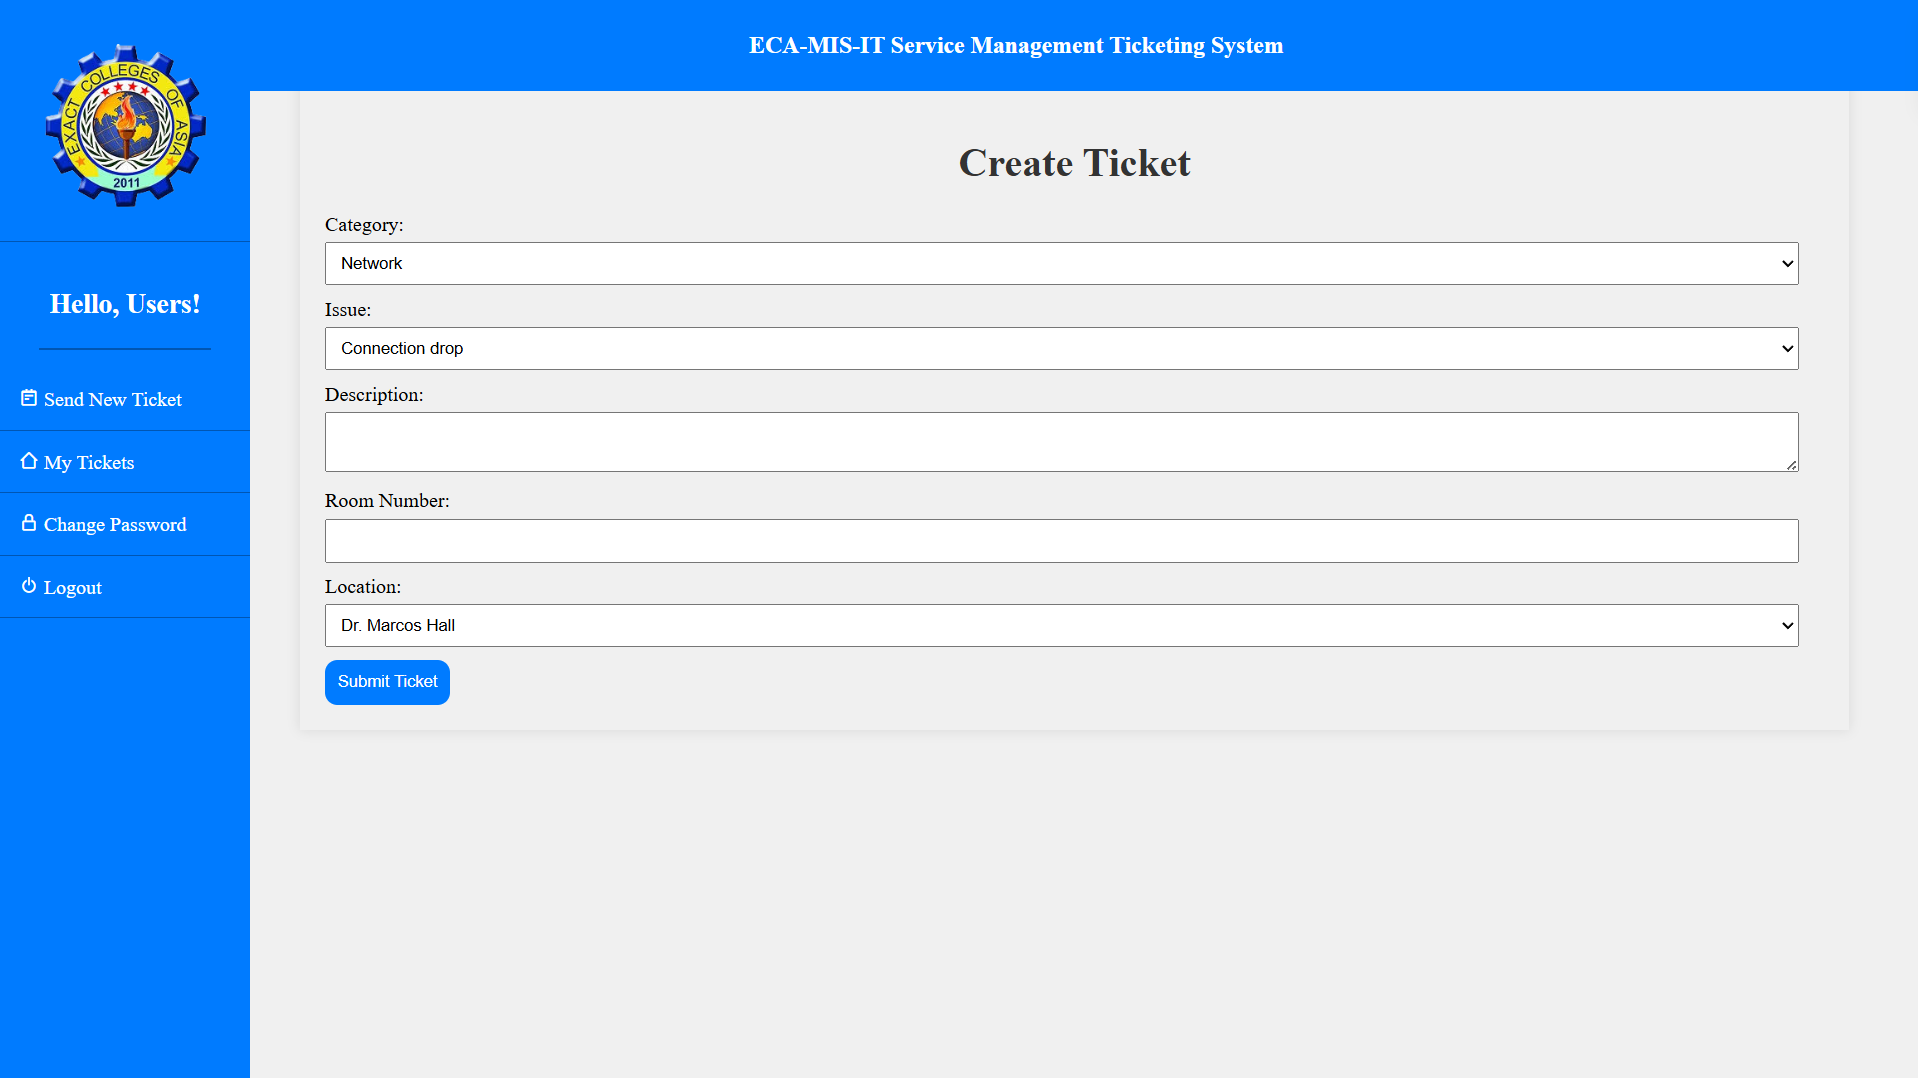 ECA-MIS-IT Service Management Ticketing System
EXACT COLLEGES OF ASIA
2011
Hello, Users!
Send New Ticket
My Tickets
Change Password
Logout
Create Ticket
Category:
Network
Issue:
Connection drop
Description:
Room Number:
Location:
Dr. Marcos Hall
Submit Ticket